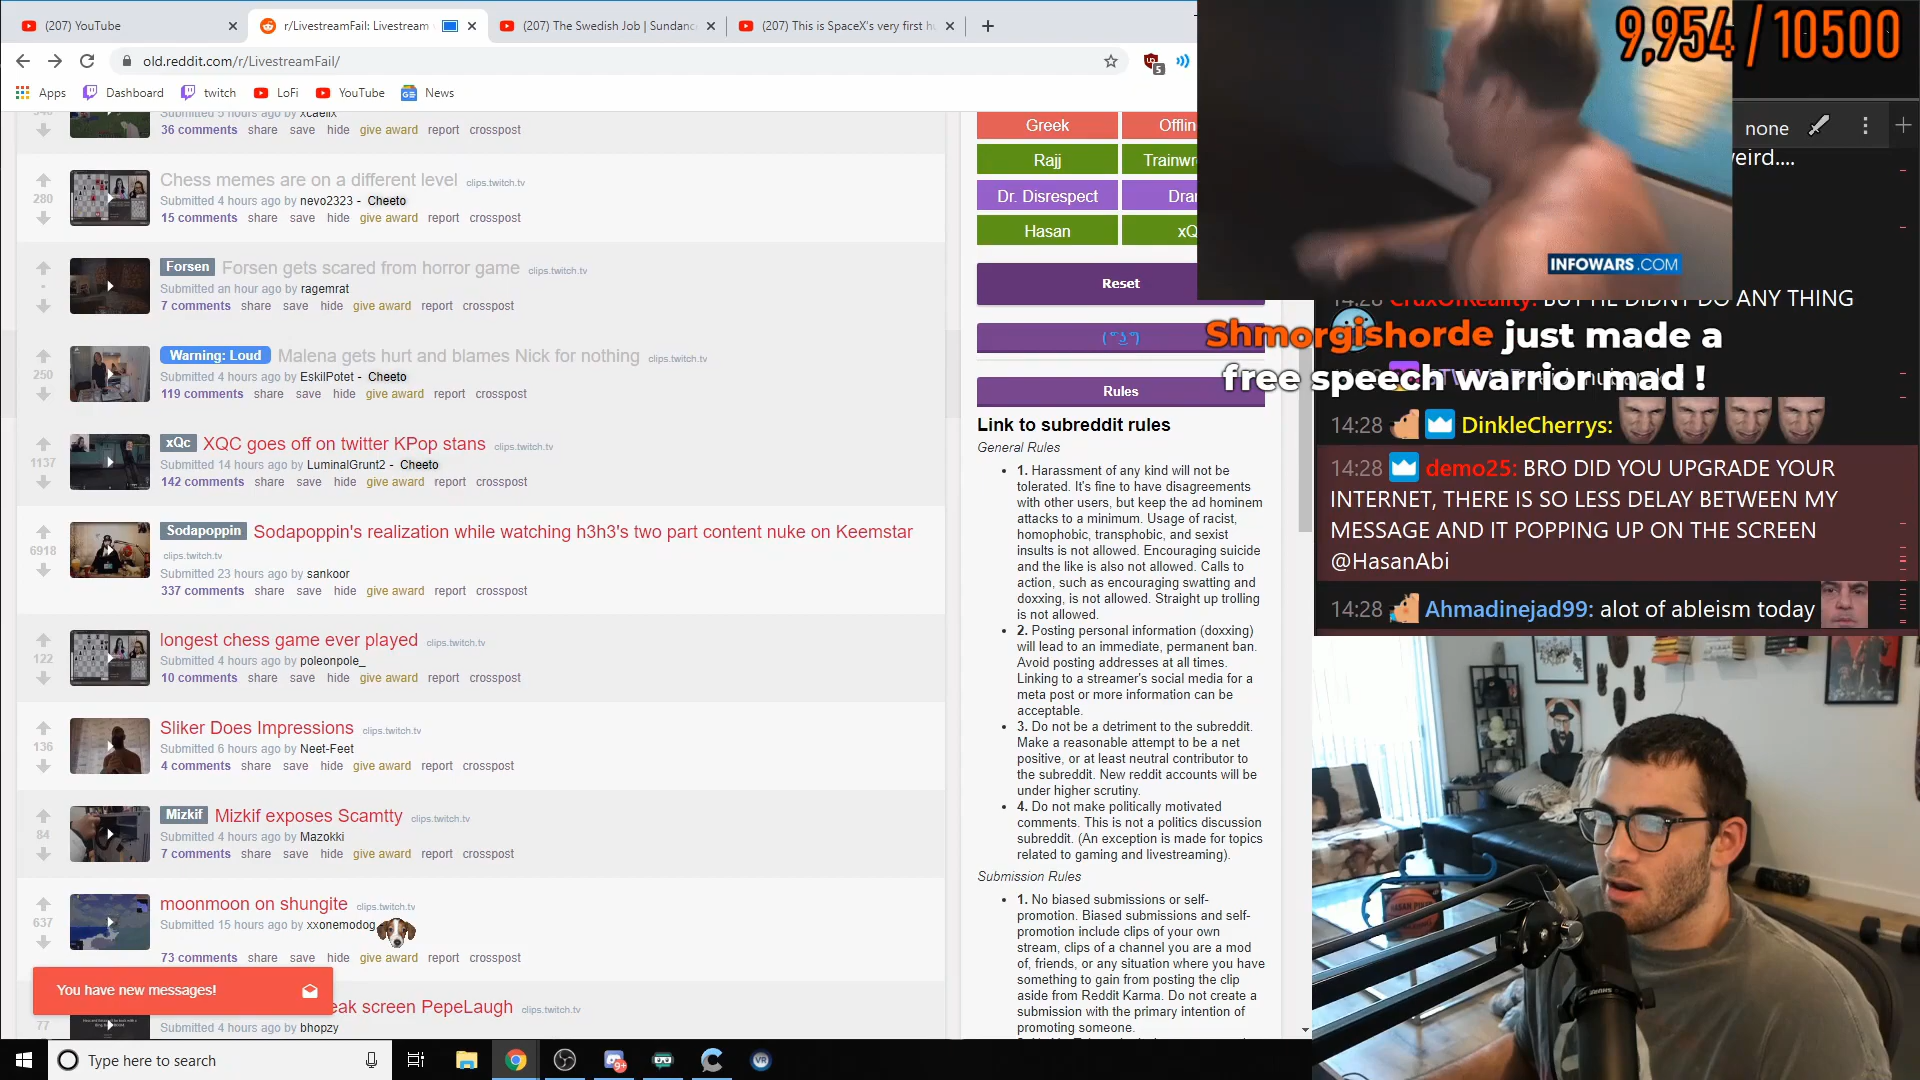 (207) YouTube
r/LivestreamFail: Livestream
(207) The Swedish Job | Sundanc
(207) This is SpaceX's very first h
9,954 / 10500
old.reddit.com/r/LivestreamFail/
5
Apps
Dashboard
twitch
LoFi
YouTube
News
Submitted 5 hours ago by xcaelix
36 comments share save hide give award report crosspost
Chess memes are on a different level clips.twitch.tv
280
Submitted 4 hours ago by nevo2323 - Cheeto
15 comments share save hide give award report crosspost
Forsen Forsen gets scared from horror game clips.twitch.tv
Submitted an hour ago by ragemrat
7 comments share save hide give award report crosspost
Warning: Loud Malena gets hurt and blames Nick for nothing clips.twitch.tv
250
Submitted 4 hours ago by EskilPotet - Cheeto
119 comments share save hide give award report crosspost
xQc XQC goes off on twitter KPop stans clips.twitch.tv
1137
Submitted 14 hours ago by LuminalGrunt2 - Cheeto
142 comments share save hide give award report crosspost
Sodapoppin Sodapoppin's realization while watching h3h3's two part content nuke on Keemstar
6918
clips.twitch.tv
Submitted 23 hours ago by sankoor
337 comments share save hide give award report crosspost
longest chess game ever played clips.twitch.tv
122
Submitted 4 hours ago by poleonpole_
10 comments share save hide give award report crosspost
Sliker Does Impressions clips.twitch.tv
136
Submitted 6 hours ago by Neet-Feet
4 comments share save hide give award report crosspost
Mizkif Mizkif exposes Scamtty clips.twitch.tv
84
Submitted 4 hours ago by Mazokki
7 comments share save hide give award report crosspost
moonmoon on shungite clips.twitch.tv
637
Submitted 15 hours ago by xxonemodog
73 comments share save hide give award report crosspost
You have new messages!
eak screen PepeLaugh clips.twitch.tv
77
Submitted 4 hours ago by bhopzy
Greek Offlin
Rajj Trainwr
Dr. Disrespect Dra
Hasan xQ
Reset
Rules
Link to subreddit rules
General Rules
1. Harassment of any kind will not be
tolerated. It's fine to have disagreements
with other users, but keep the ad hominem
attacks to a minimum. Usage of racist,
homophobic, transphobic, and sexist
insults is not allowed. Encouraging suicide
and the like is also not allowed. Calls to
action, such as encouraging swatting and
doxxing, is not allowed. Straight up trolling
is not allowed.
2. Posting personal information (doxxing)
will lead to an immediate, permanent ban.
Avoid posting addresses at all times.
Linking to a streamer's social media for a
meta post or more information can be
acceptable.
3. Do not be a detriment to the subreddit.
Make a reasonable attempt to be a net
positive, or at least neutral contributor to
the subreddit. New reddit accounts will be
under higher scrutiny.
4. Do not make politically motivated
comments. This is not a politics discussion
subreddit. (An exception is made for topics
related to gaming and livestreaming).
Submission Rules
1. No biased submissions or self-
promotion. Biased submissions and self-
promotion include clips of your own
stream, clips of a channel you are a mod
of, friends, or any situation where you have
something to gain from posting the clip
aside from Reddit Karma. Do not create a
submission with the primary intention of
promoting someone.
INFOWARS.COM
none
eird....
14:28 CruxOfReality: BUT HE DIDNT DO ANY THING
Shmorgishorde just made a
free speech warrior mad !
14:28 DinkleCherrys:
14:28 demo25: BRO DID YOU UPGRADE YOUR
INTERNET, THERE IS SO LESS DELAY BETWEEN MY
MESSAGE AND IT POPPING UP ON THE SCREEN
@HasanAbi
14:28 Ahmadinejad99: alot of ableism today
SHURE
Type here to search
9+